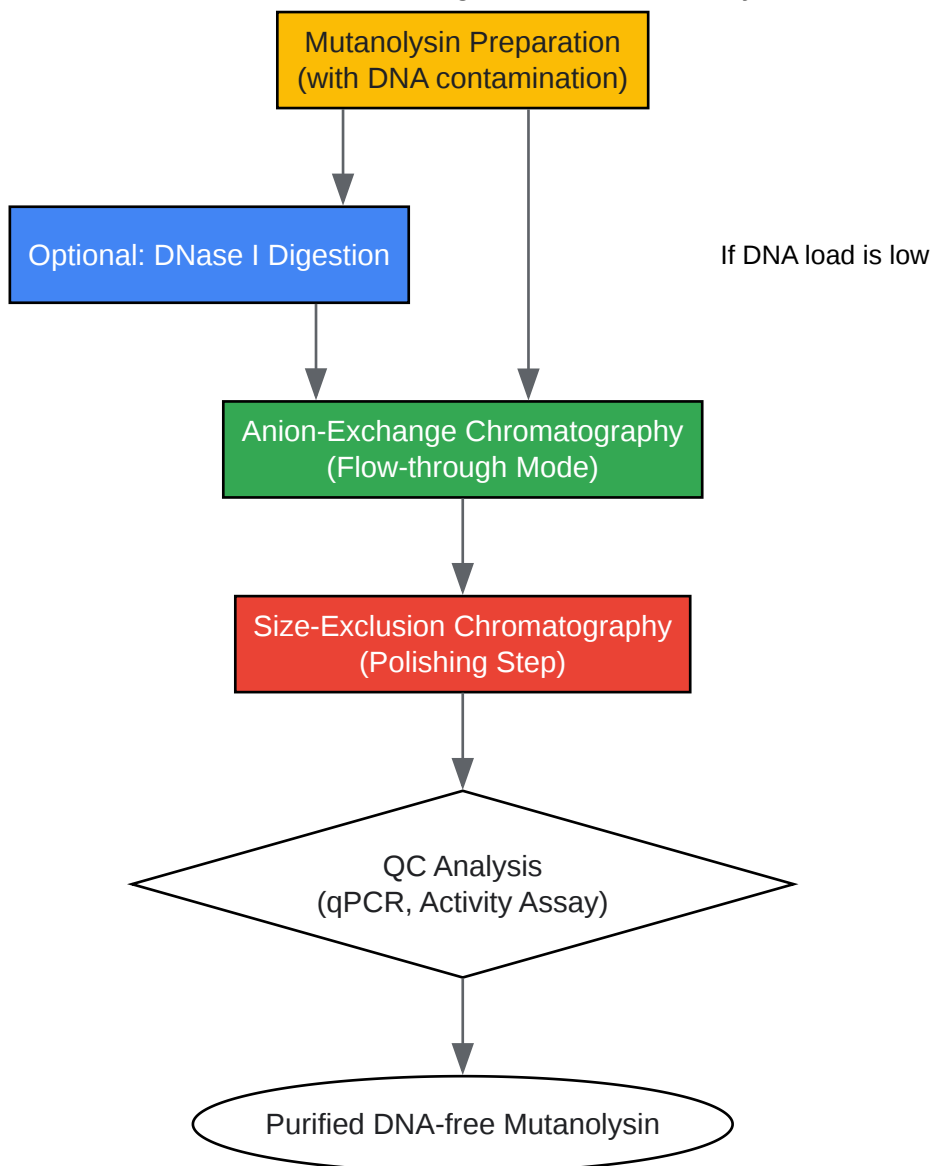 Mutanolysin Preparation
(with DNA contamination)
Optional: DNase I Digestion
If DNA load is low
Anion-Exchange Chromatography
(Flow-through Mode)
Size-Exclusion Chromatography
(Polishing Step)
QC Analysis
(qPCR, Activity Assay)
Purified DNA-free Mutanolysin